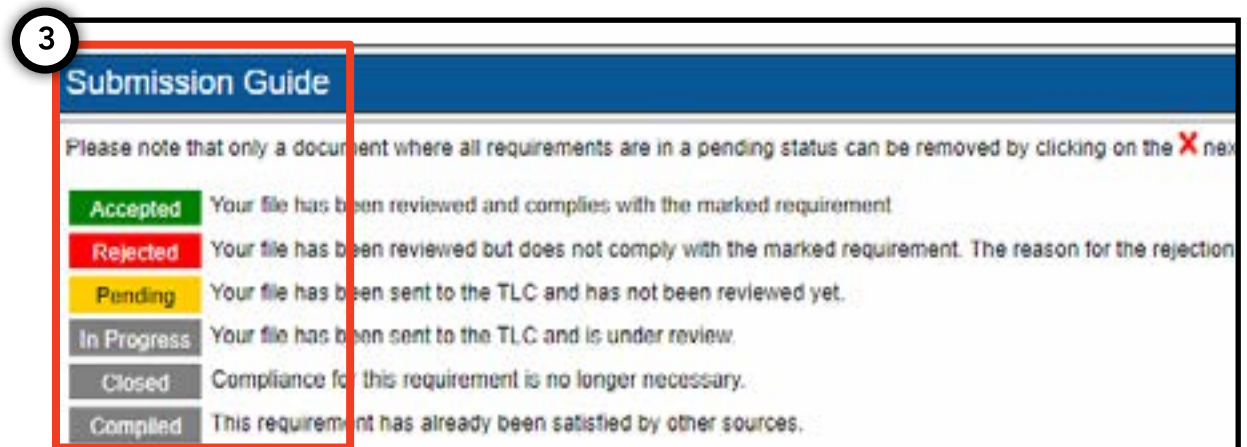 3
Submission Guide
Please note that only a document where all requirements are in a pending status can be removed by clicking on the X nex
Accepted Your file has been reviewed and complies with the marked requirement
Rejected Your file has been reviewed but does not comply with the marked requirement. The reason for the rejection
Pending Your file has been sent to the TLC and has not been reviewed yet.
In Progress Your file has been sent to the TLC and is under review.
Closed Compliance for this requirement is no longer necessary.
Complied This requirement has already been satisfied by other sources.